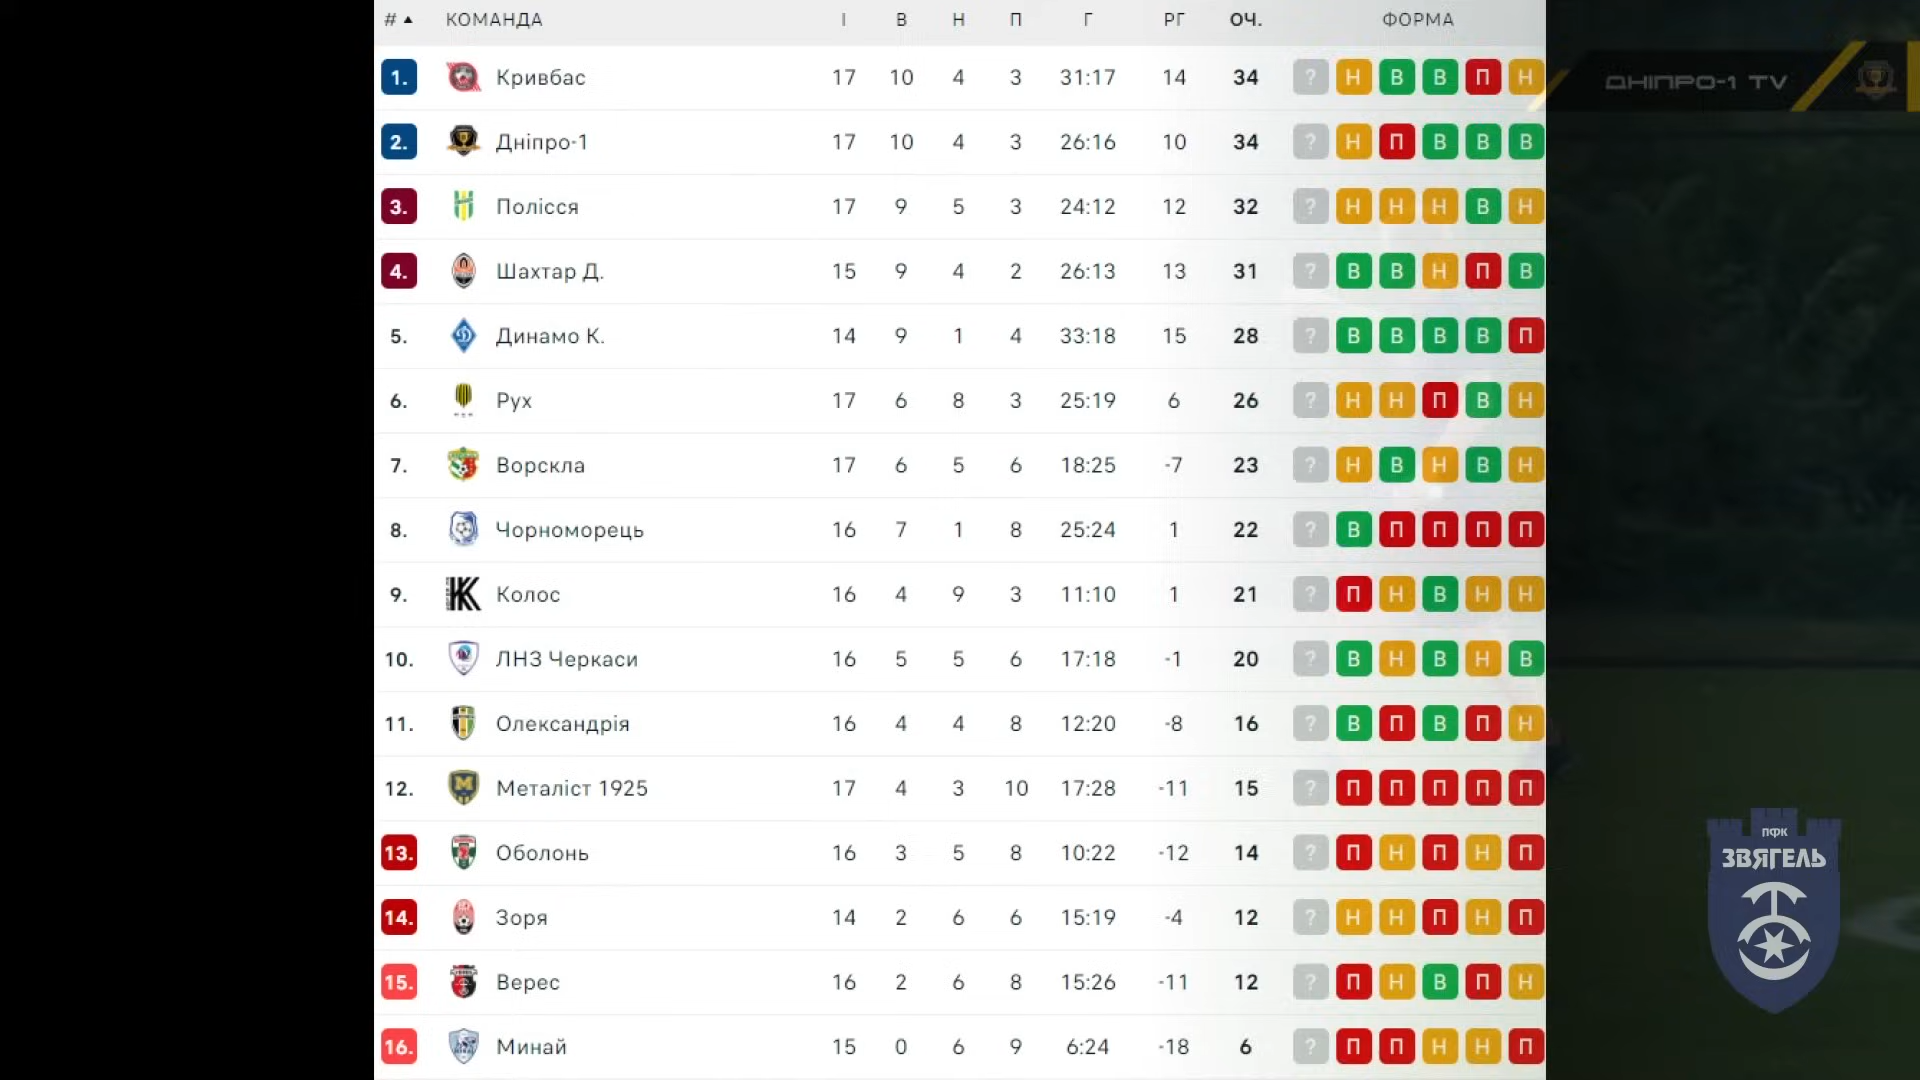 # ▲ КОМАНДА І В Н П Г РГ ОЧ. ФОРМА
1. Кривбас 17 10 4 3 31:17 14 34 ? Н В В П Н
2. Дніпро-1 17 10 4 3 26:16 10 34 ? Н П В В В
3. Полісся 17 9 5 3 24:12 12 32 ? Н Н Н В Н
4. Шахтар Д. 15 9 4 2 26:13 13 31 ? В В Н П В
5. Динамо К. 14 9 1 4 33:18 15 28 ? В В В В П
6. Рух 17 6 8 3 25:19 6 26 ? Н Н П В Н
7. Ворскла 17 6 5 6 18:25 -7 23 ? Н В Н В Н
8. Чорноморець 16 7 1 8 25:24 1 22 ? В П П П П
9. Колос 16 4 9 3 11:10 1 21 ? П Н В Н Н
10. ЛНЗ Черкаси 16 5 5 6 17:18 -1 20 ? В Н В Н В
11. Олександрія 16 4 4 8 12:20 -8 16 ? В П В П Н
12. Металіст 1925 17 4 3 10 17:28 -11 15 ? П П П П П
13. Оболонь 16 3 5 8 10:22 -12 14 ? П Н П Н П
14. Зоря 14 2 6 6 15:19 -4 12 ? Н Н П Н П
15. Верес 16 2 6 8 15:26 -11 12 ? П Н В П Н
16. Минай 15 0 6 9 6:24 -18 6 ? П П Н Н П
ДНІПРО-1 TV
ПФК
ЗВЯГЕЛЬ